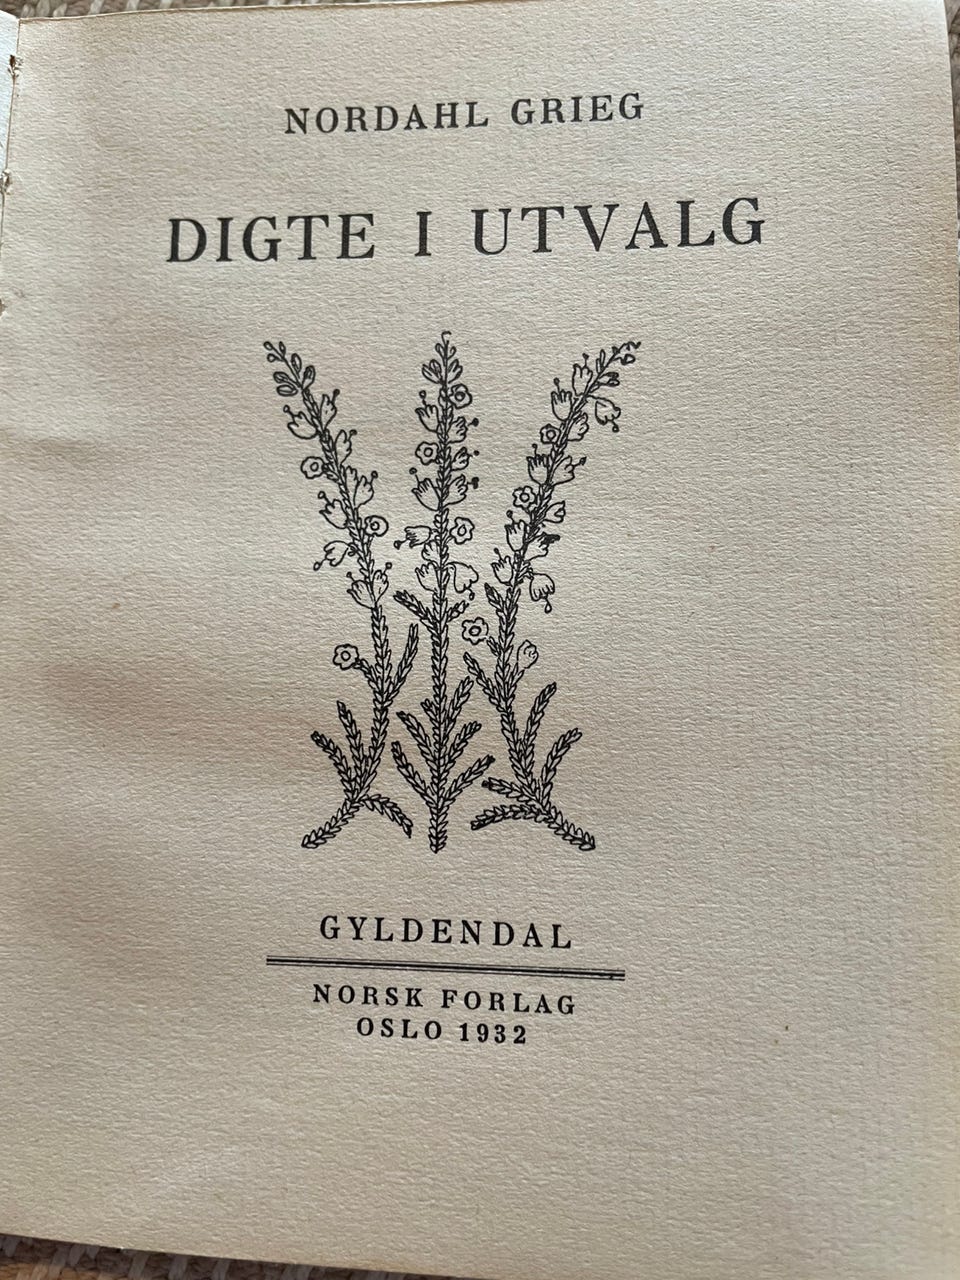 NORDAHL GRIEG
DIGTE I UTVALG
GYLDENDAL
NORSK FORLAG
OSLO 1932